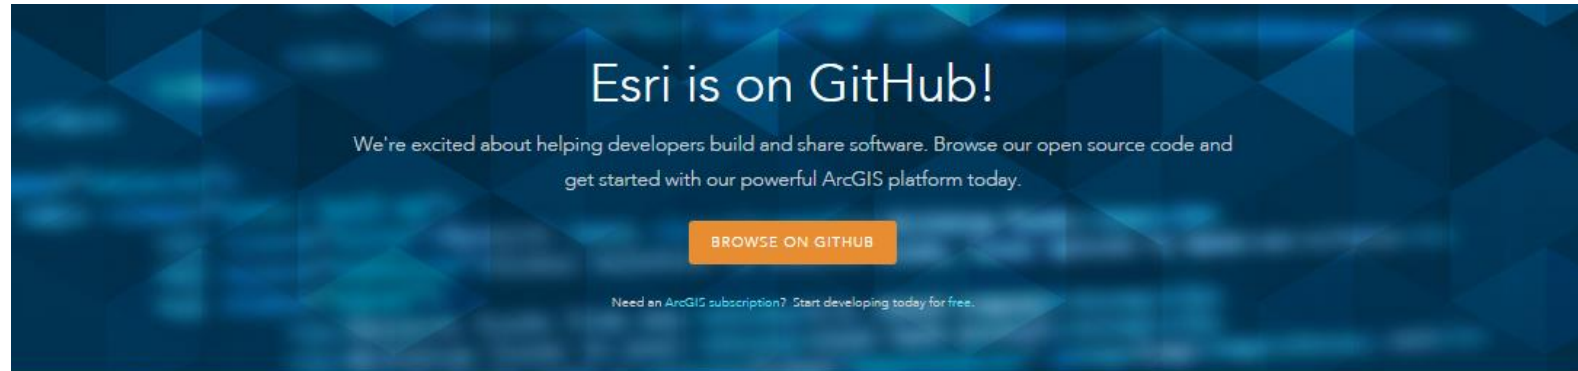 Esri is on GitHub!
We're excited about helping developers build and share software. Browse our open source code and
get started with our powerful ArcGIS platform today.
BROWSE ON GITHUB
Need an ArcGIS subscription? Start developing today for free.